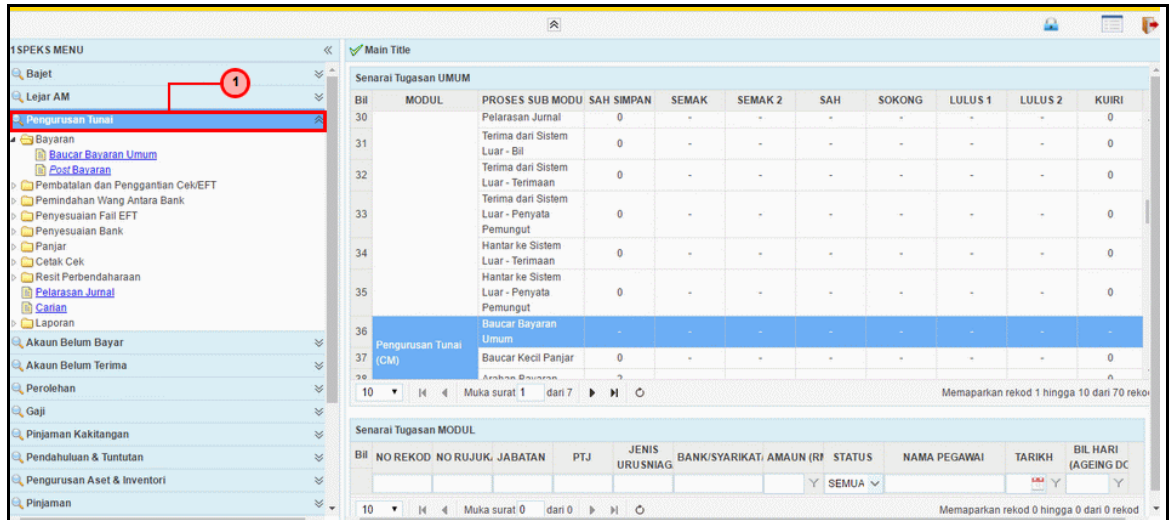 1SPEKS MENU
Main Title
Bajet
1
Lejar AM
Pengurusan Tunai
Bayaran
Baucar Bayaran Umum
Post Bayaran
Pembatalan dan Penggantian Cek/EFT
Pemindahan Wang Antara Bank
Penyesuaian Fail EFT
Penyesuaian Bank
Panjar
Cetak Cek
Resit Perbendaharaan
Pelarasan Jurnal
Carian
Laporan
Akaun Belum Bayar
Akaun Belum Terima
Perolehan
Gaji
Pinjaman Kakitangan
Pendahuluan & Tuntutan
Pengurusan Aset & Inventori
Pinjaman
Senarai Tugasan UMUM
Bil MODUL PROSES SUB MODU SAH SIMPAN SEMAK SEMAK 2 SAH SOKONG LULUS 1 LULUS 2 KUIRI
30 Pelarasan Jurnal 0 - - - - - - 0
Terima dari Sistem
31 0 - - - - - - 0
Luar - Bil
Terima dari Sistem
32 0 - - - - - - 0
Luar - Terimaan
Terima dari Sistem
33 Luar - Penyata 0 - - - - - - 0
Pemungut
Hantar ke Sistem
34 0 - - - - - - 0
Luar - Terimaan
Hantar ke Sistem
35 Luar - Penyata 0 - - - - - - 0
Pemungut
Baucar Bayaran
36 - - - - - - - -
Umum
Pengurusan Tunai
37 (CM) Baucar Kecil Panjar 0 - - - - - - 0
38 Arahan Bayaran 2 0
10 Muka surat 1 dari 7 Memaparkan rekod 1 hingga 10 dari 70 reko
Senarai Tugasan MODUL
Bil NO REKOD NO RUJUK JABATAN PTJ JENIS URUSNIAG BANK/SYARIKAT AMAUN (RI STATUS NAMA PEGAWAI TARIKH BIL HARI (AGEING DC
SEMUA
10 Muka surat 0 dari 0 Memaparkan rekod 0 hingga 0 dari 0 rekod